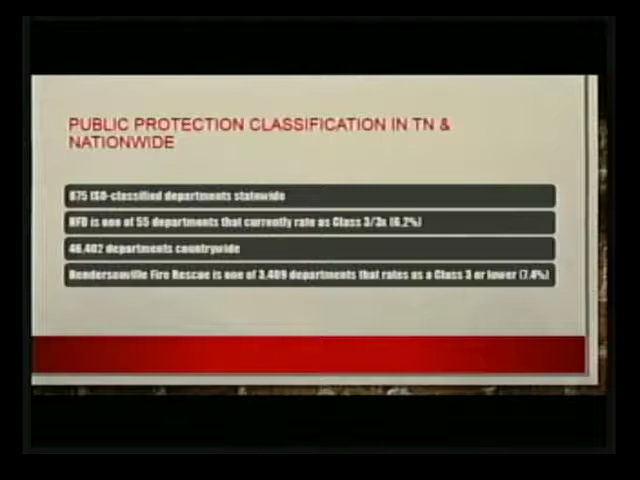 PUBLIC PROTECTION CLASSIFICATION IN TN &
NATIONWIDE
875 ISO-classified departments statewide
HFD is one of 55 departments that currently rate as Class 3/3x (6.2%)
46,402 departments countrywide
Hendersonville Fire Rescue is one of 3,409 departments that rates as a Class 3 or lower (7.4%)